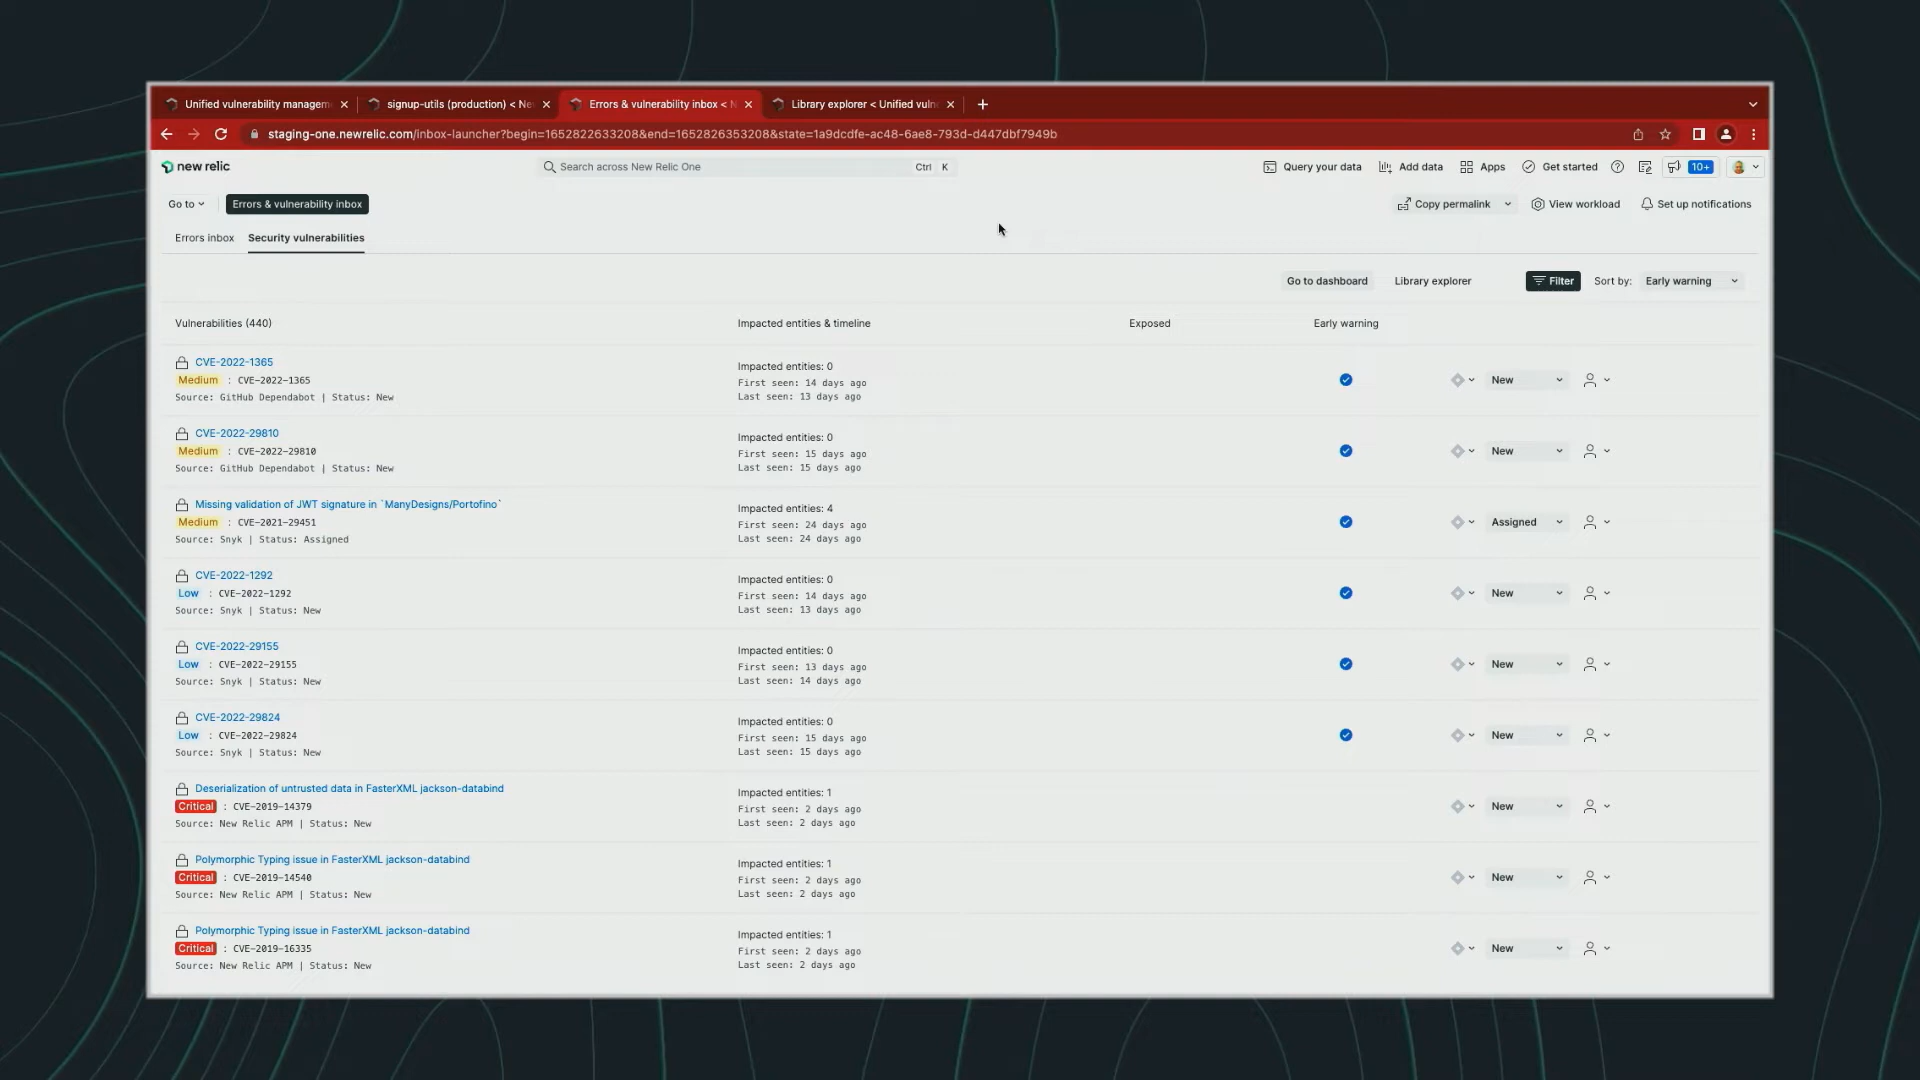 Unified vulnerability managem
signup-utils (production) < Ne
Errors & vulnerability inbox < N
Library explorer < Unified vuln
staging-one.newrelic.com/inbox-launcher?begin=1652822633208&end=1652826353208&state=1a9dcdfe-ac48-6ae8-793d-d447dbf7949b
new relic
Search across New Relic One
Ctrl K
Query your data
Add data
Apps
Get started
10+
Go to
Errors & vulnerability inbox
Copy permalink
View workload
Set up notifications
Errors inbox
Security vulnerabilities
Go to dashboard
Library explorer
Filter
Sort by: Early warning
Vulnerabilities (440)
Impacted entities & timeline
Exposed
Early warning
CVE-2022-1365
Medium : CVE-2022-1365
Source: GitHub Dependabot | Status: New
Impacted entities: 0
First seen: 14 days ago
Last seen: 13 days ago
New
CVE-2022-29810
Medium : CVE-2022-29810
Source: GitHub Dependabot | Status: New
Impacted entities: 0
First seen: 15 days ago
Last seen: 15 days ago
New
Missing validation of JWT signature in `ManyDesigns/Portofino`
Medium : CVE-2021-29451
Source: Snyk | Status: Assigned
Impacted entities: 4
First seen: 24 days ago
Last seen: 24 days ago
Assigned
CVE-2022-1292
Low : CVE-2022-1292
Source: Snyk | Status: New
Impacted entities: 0
First seen: 14 days ago
Last seen: 13 days ago
New
CVE-2022-29155
Low : CVE-2022-29155
Source: Snyk | Status: New
Impacted entities: 0
First seen: 13 days ago
Last seen: 14 days ago
New
CVE-2022-29824
Low : CVE-2022-29824
Source: Snyk | Status: New
Impacted entities: 0
First seen: 15 days ago
Last seen: 15 days ago
New
Deserialization of untrusted data in FasterXML jackson-databind
Critical : CVE-2019-14379
Source: New Relic APM | Status: New
Impacted entities: 1
First seen: 2 days ago
Last seen: 2 days ago
New
Polymorphic Typing issue in FasterXML jackson-databind
Critical : CVE-2019-14540
Source: New Relic APM | Status: New
Impacted entities: 1
First seen: 2 days ago
Last seen: 2 days ago
New
Polymorphic Typing issue in FasterXML jackson-databind
Critical : CVE-2019-16335
Source: New Relic APM | Status: New
Impacted entities: 1
First seen: 2 days ago
Last seen: 2 days ago
New